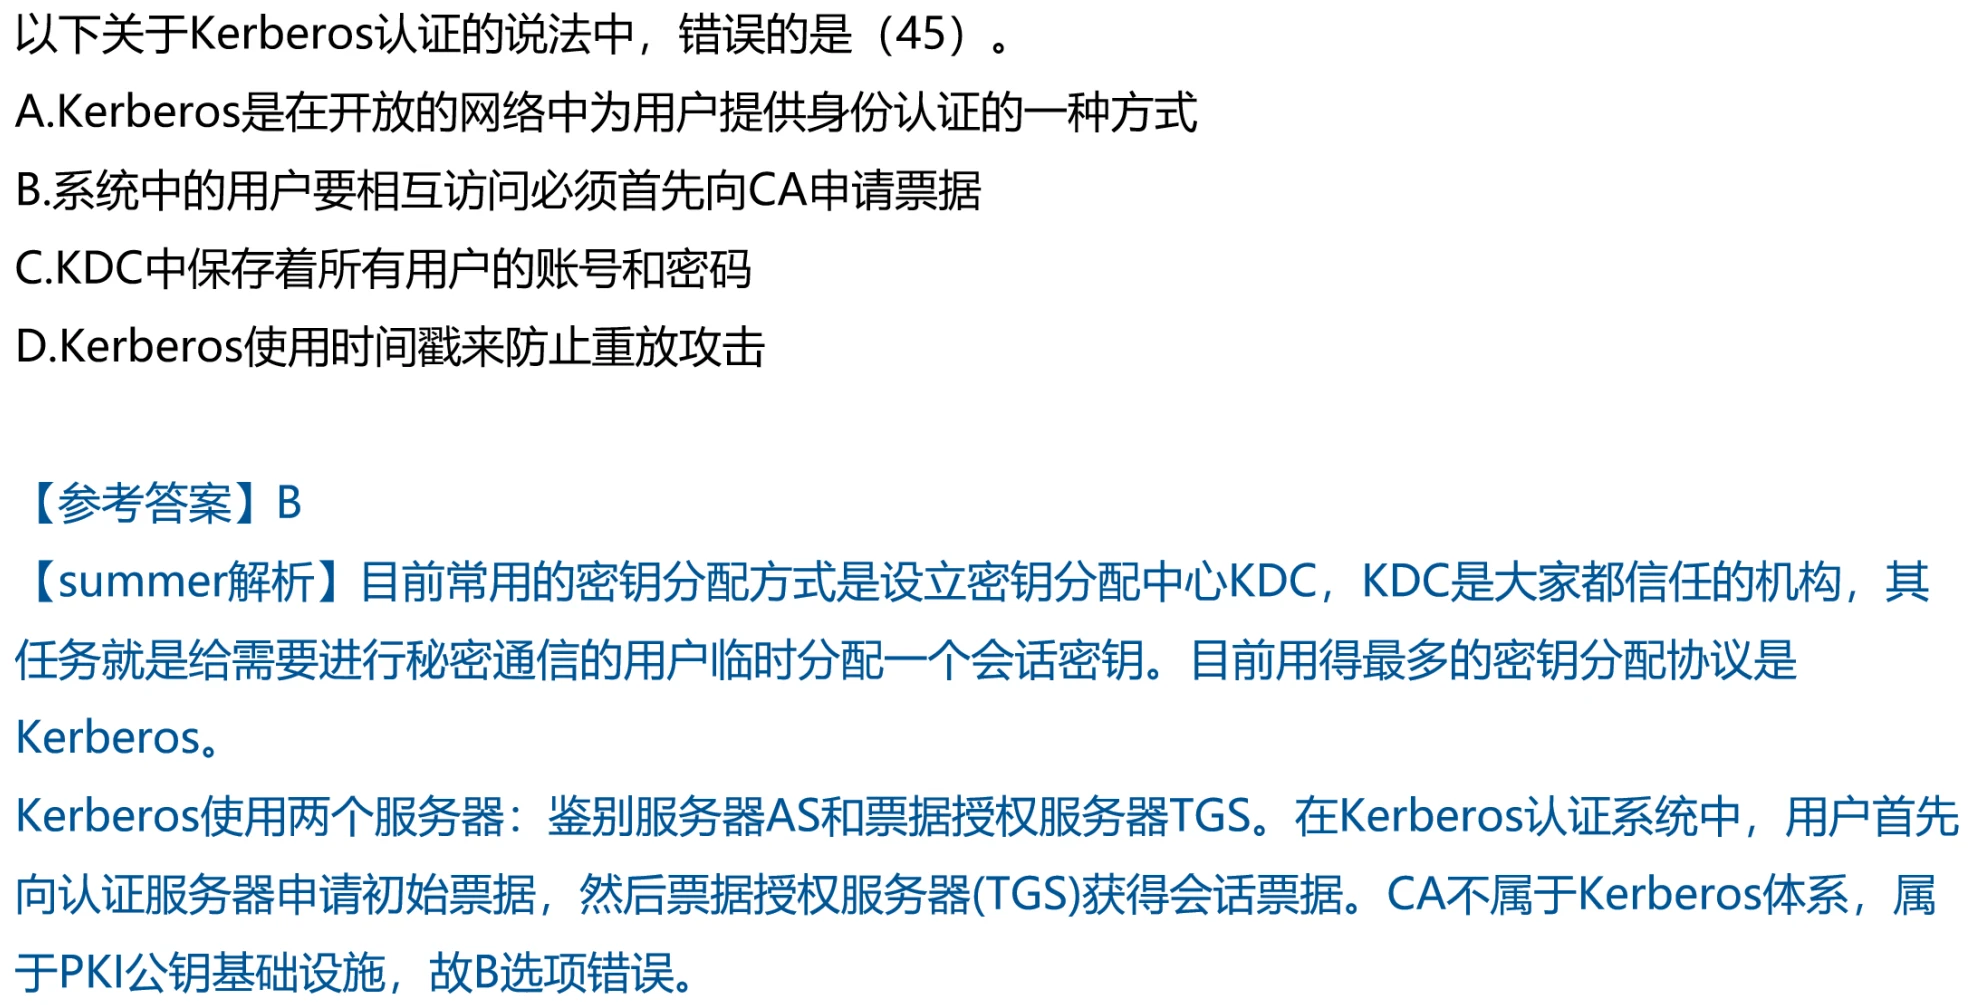 以下关于Kerberos认证的说法中，错误的是（45）。
A.Kerberos是在开放的网络中为用户提供身份认证的一种方式
B.系统中的用户要相互访问必须首先向CA申请票据
C.KDC中保存着所有用户的账号和密码
D.Kerberos使用时间戳来防止重放攻击
【参考答案】B
【summer解析】目前常用的密钥分配方式是设立密钥分配中心KDC，KDC是大家都信任的机构，其
任务就是给需要进行秘密通信的用户临时分配一个会话密钥。目前用得最多的密钥分配协议是
Kerberos。
Kerberos使用两个服务器：鉴别服务器AS和票据授权服务器TGS。在Kerberos认证系统中，用户首先
向认证服务器申请初始票据，然后票据授权服务器(TGS)获得会话票据。CA不属于Kerberos体系，属
于PKI公钥基础设施，故B选项错误。